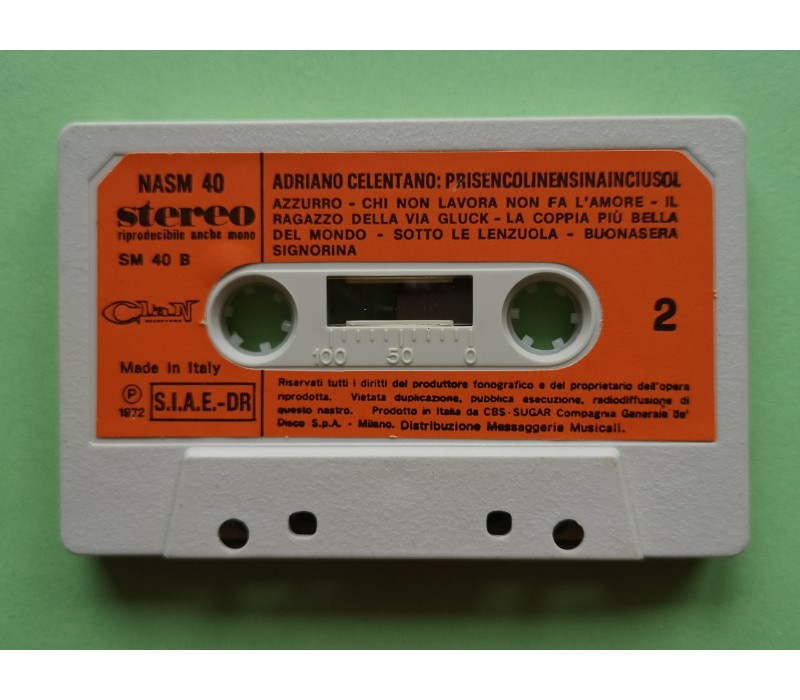 NASM 40
stereo
riproducibile anche mono
SM 40 B
Clan
Made in Italy
P
1972
S.I.A.E.-DR
ADRIANO CELENTANO: PRISENCOLINENSINAINCIUSOL
AZZURRO - CHI NON LAVORA NON FA L'AMORE - IL
RAGAZZO DELLA VIA GLUCK - LA COPPIA PIÙ BELLA
DEL MONDO - SOTTO LE LENZUOLA - BUONASERA
SIGNORINA
2
100 50 0
Riservati tutti i diritti del produttore fonografico e del proprietario dell'opera
riprodotta. Vietata duplicazione, pubblica esecuzione, radiodiffusione di
questo nastro. Prodotto in Italia da CBS-SUGAR Compagnia Generale de'
Disco S.p.A. - Milano. Distribuzione Messaggerie Musicali.